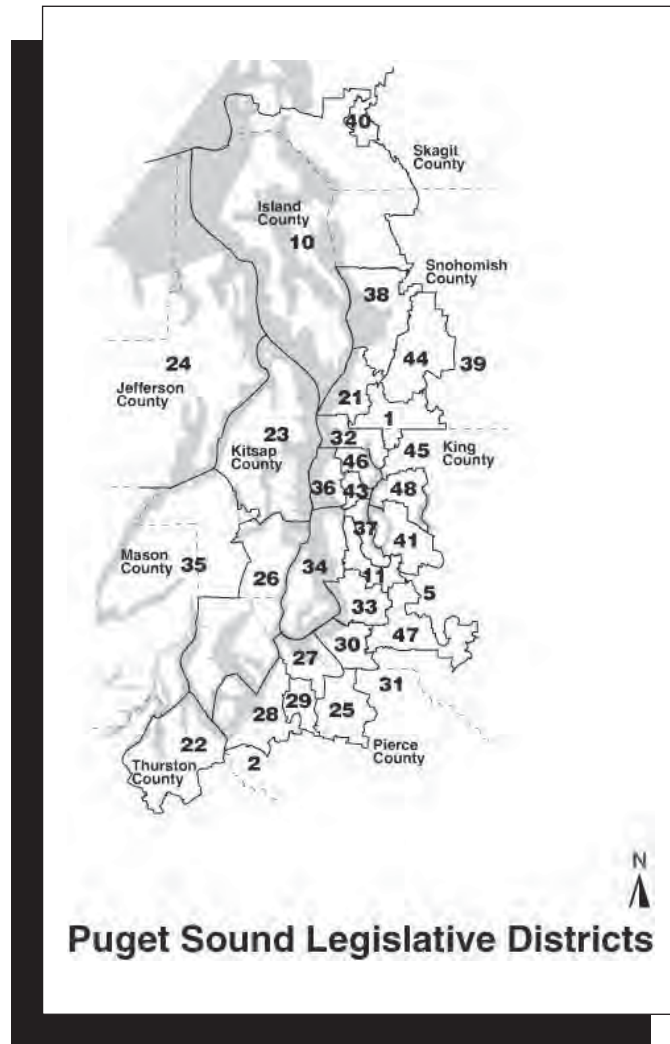 40
Skagit
County
Island
County
10
Snohomish
County
38
24
44
39
Jefferson
County
21
1
23
32
45
King
County
Kitsap
County
46
36
43
48
37
41
Mason
County
35
26
34
11
5
33
47
30
27
31
29
28
25
22
Pierce
County
2
Thurston
County
N
Puget Sound Legislative Districts